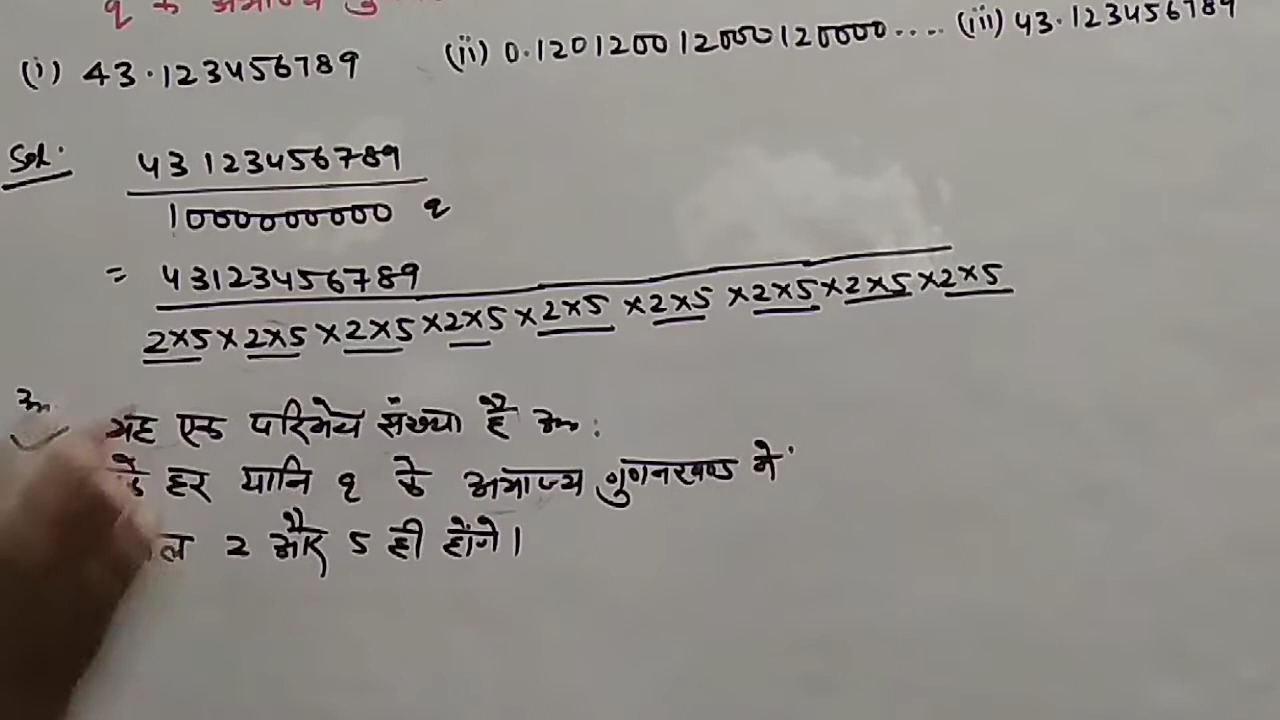 q के अभाज्य
(i) 43.123456789 (ii) 0.120120012000120000.... (iii) 43.123456789
Sol.
43123456789
1000000000 q
= 43123456789
2×5×2×5×2×5×2×5×2×5×2×5×2×5×2×5×2×5
यह एक परिमेय संख्या है अतः
के हर यानि q के अभाज्य गुणनखण्ड में
2 और 5 ही होंगे।